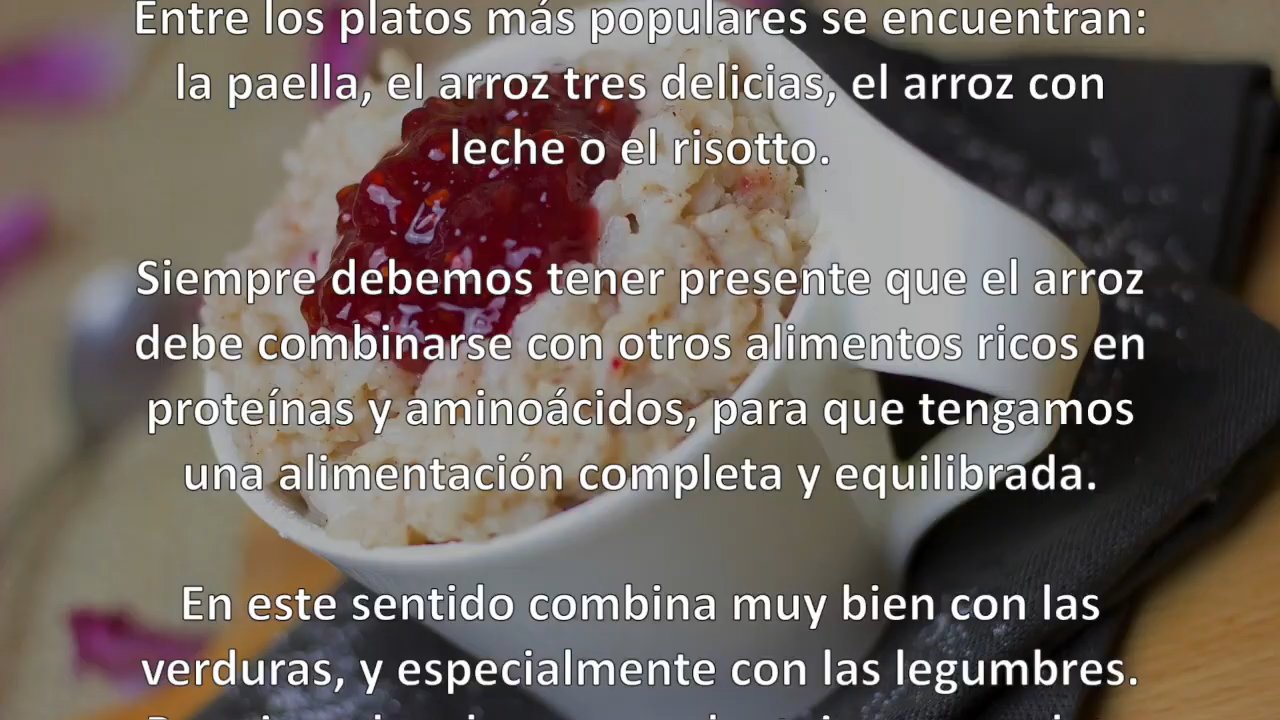 Entre los platos más populares se encuentran:
la paella, el arroz tres delicias, el arroz con
leche o el risotto.
Siempre debemos tener presente que el arroz
debe combinarse con otros alimentos ricos en
proteínas y aminoácidos, para que tengamos
una alimentación completa y equilibrada.
En este sentido combina muy bien con las
verduras, y especialmente con las legumbres.